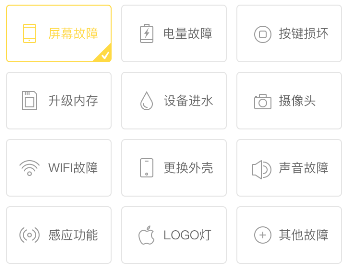 屏幕故障
电量故障
按键损坏
升级内存
设备进水
摄像头
WIFI故障
更换外壳
声音故障
感应功能
LOGO灯
其他故障